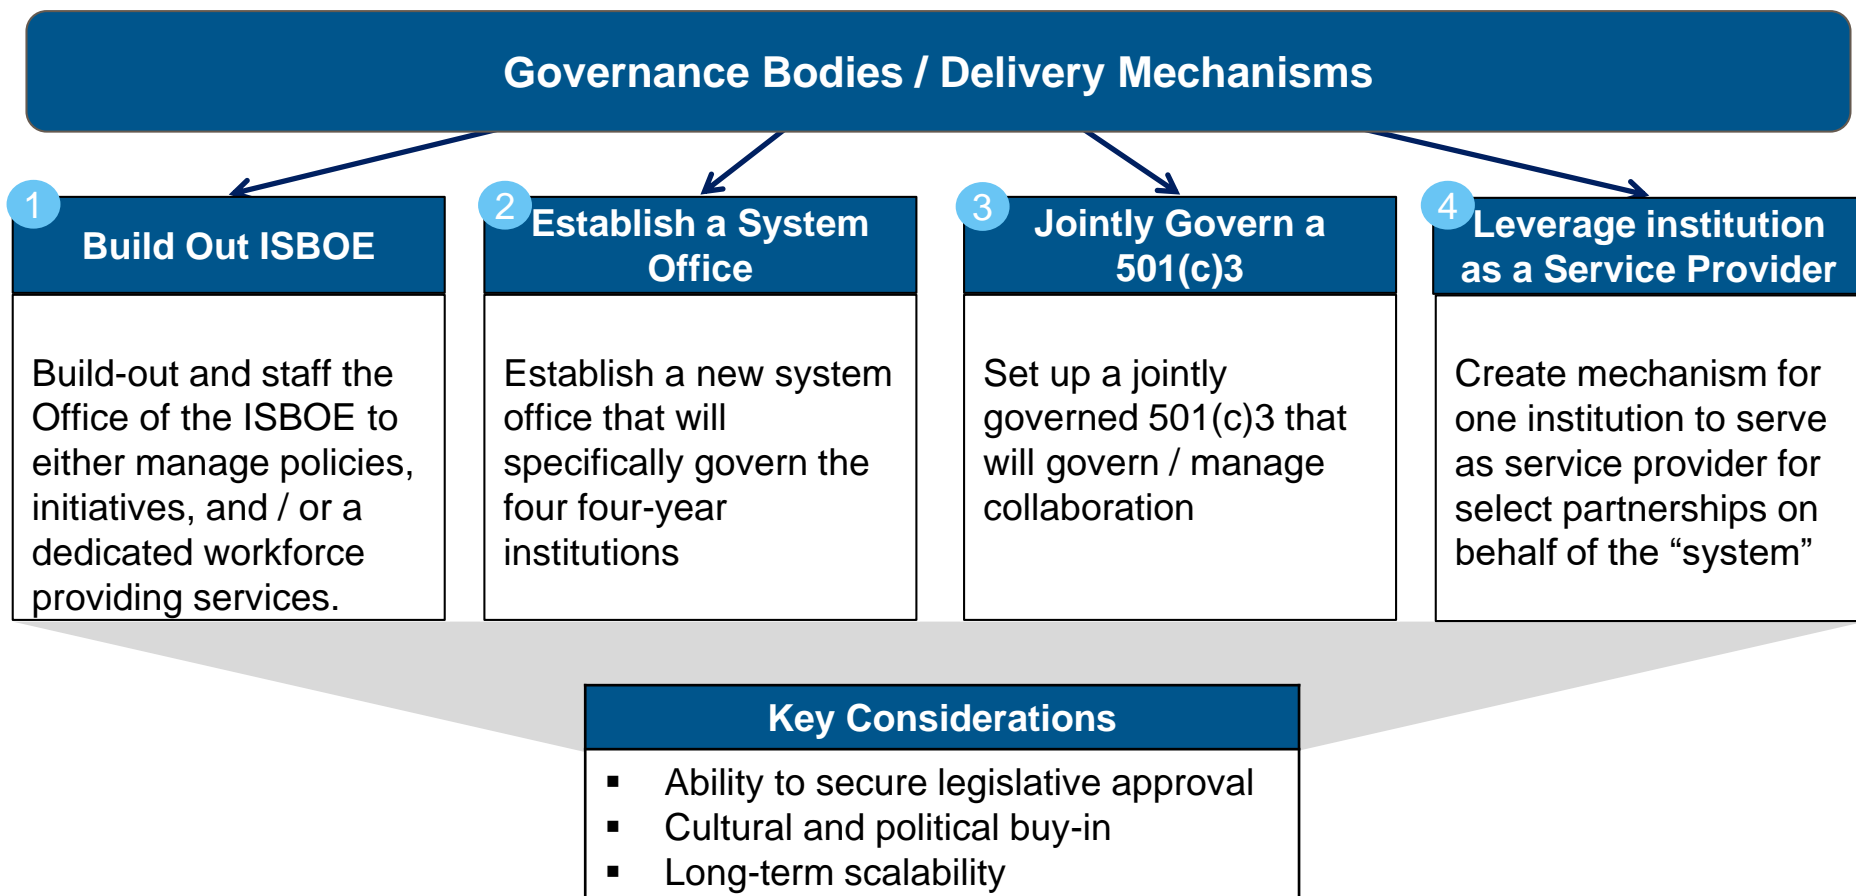 Governance Bodies / Delivery Mechanisms
1
Build Out ISBOE
Build-out and staff the
Office of the ISBOE to
either manage policies,
initiatives, and / or a
dedicated workforce
providing services.
2
Establish a System
Office
Establish a new system
office that will
specifically govern the
four four-year
institutions
3
Jointly Govern a
501(c)3
Set up a jointly
governed 501(c)3 that
will govern / manage
collaboration
4
Leverage institution
as a Service Provider
Create mechanism for
one institution to serve
as service provider for
select partnerships on
behalf of the “system”
Key Considerations
▪ Ability to secure legislative approval
▪ Cultural and political buy-in
▪ Long-term scalability